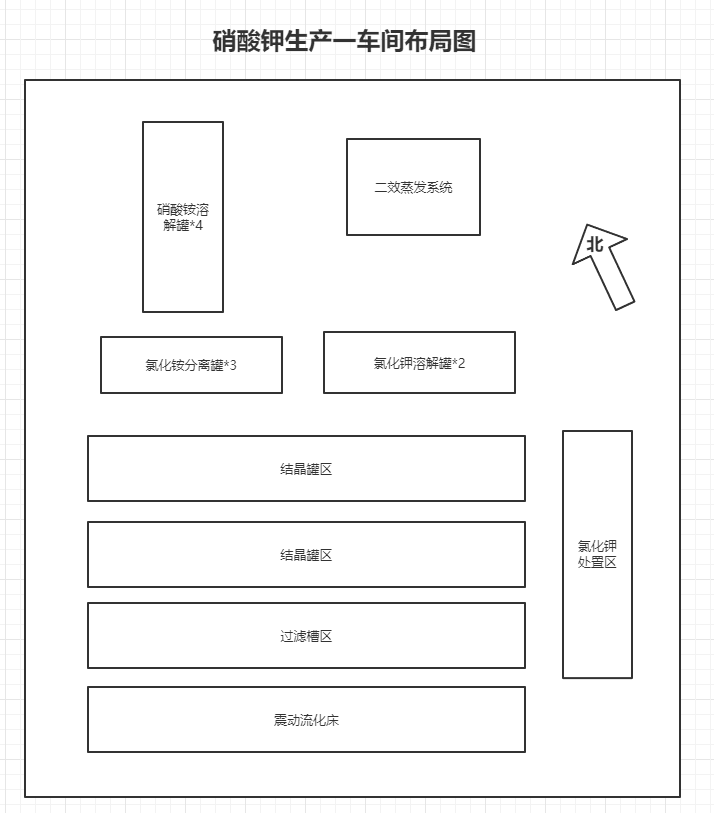 硝酸钾生产一车间布局图
硝酸铵溶
解罐*4
二效蒸发系统
北
氯化铵分离罐*3
氯化钾溶解罐*2
结晶罐区
结晶罐区
氯化钾
处置区
过滤槽区
震动流化床